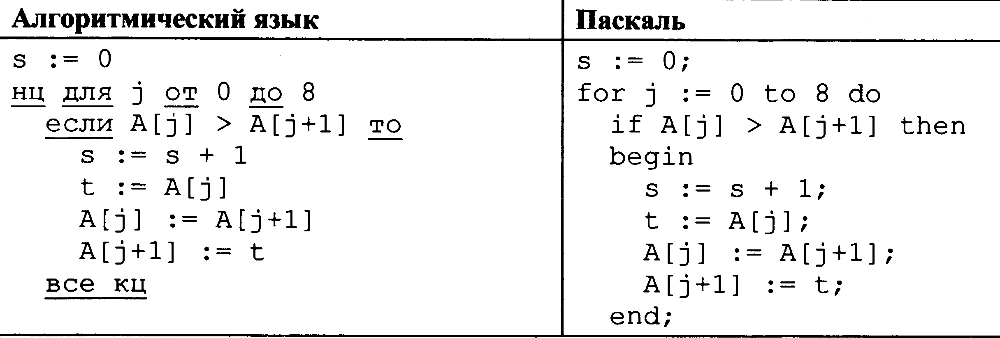 Алгоритмический язык
s := 0
нц для j от 0 до 8
если A[j] > A[j+1] то
s := s + 1
t := A[j]
A[j] := A[j+1]
A[j+1] := t
все кц
Паскаль
s := 0;
for j := 0 to 8 do
if A[j] > A[j+1] then
begin
s := s + 1;
t := A[j];
A[j] := A[j+1];
A[j+1] := t;
end;